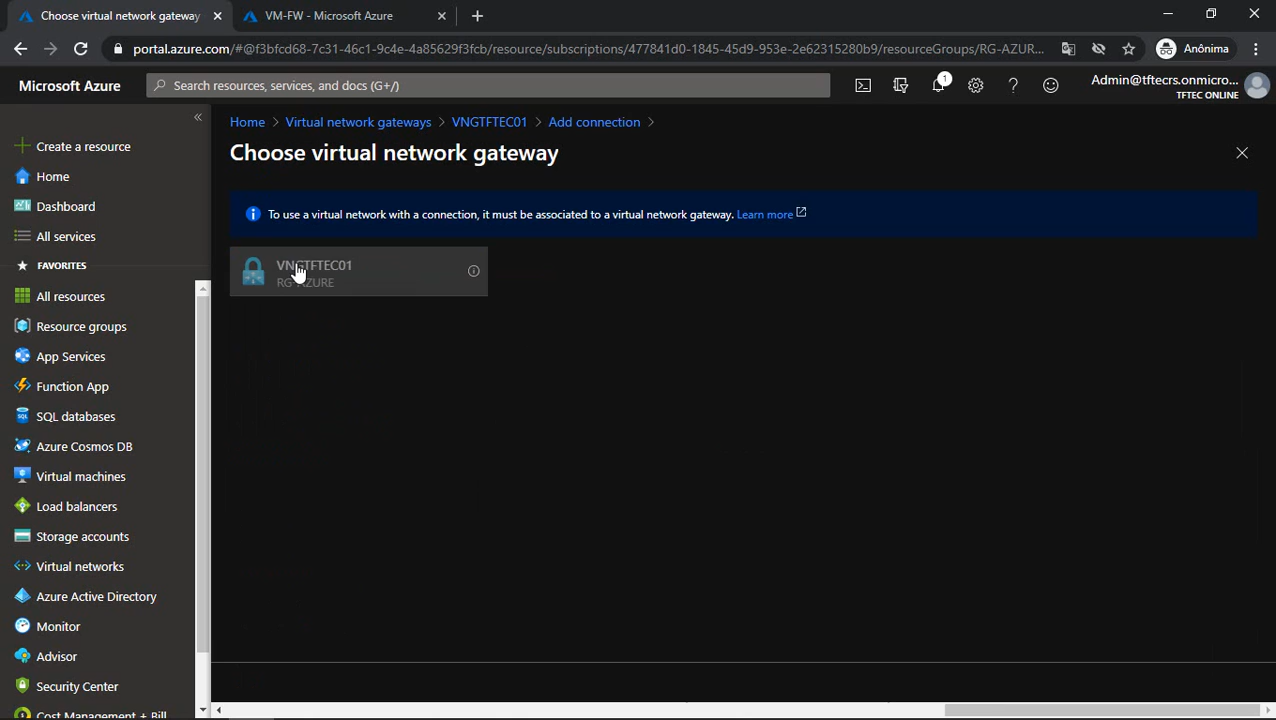 Choose virtual network gateway
VM-FW - Microsoft Azure
portal.azure.com/#@f3bfcd68-7c31-46c1-9c4e-4a85629f3fcb/resource/subscriptions/477841d0-1845-45d9-953e-2e62315280b9/resourceGroups/RG-AZUR...
Anônima
Microsoft Azure
Search resources, services, and docs (G+/)
1
Admin@tftecrs.onmicro...
TFTEC ONLINE
Create a resource
Home
Dashboard
All services
FAVORITES
All resources
Resource groups
App Services
Function App
SQL databases
Azure Cosmos DB
Virtual machines
Load balancers
Storage accounts
Virtual networks
Azure Active Directory
Monitor
Advisor
Security Center
Cost Management + Bill
Home > Virtual network gateways > VNGTFTEC01 > Add connection >
Choose virtual network gateway
To use a virtual network with a connection, it must be associated to a virtual network gateway. Learn more
VNGTFTEC01
RG-AZURE